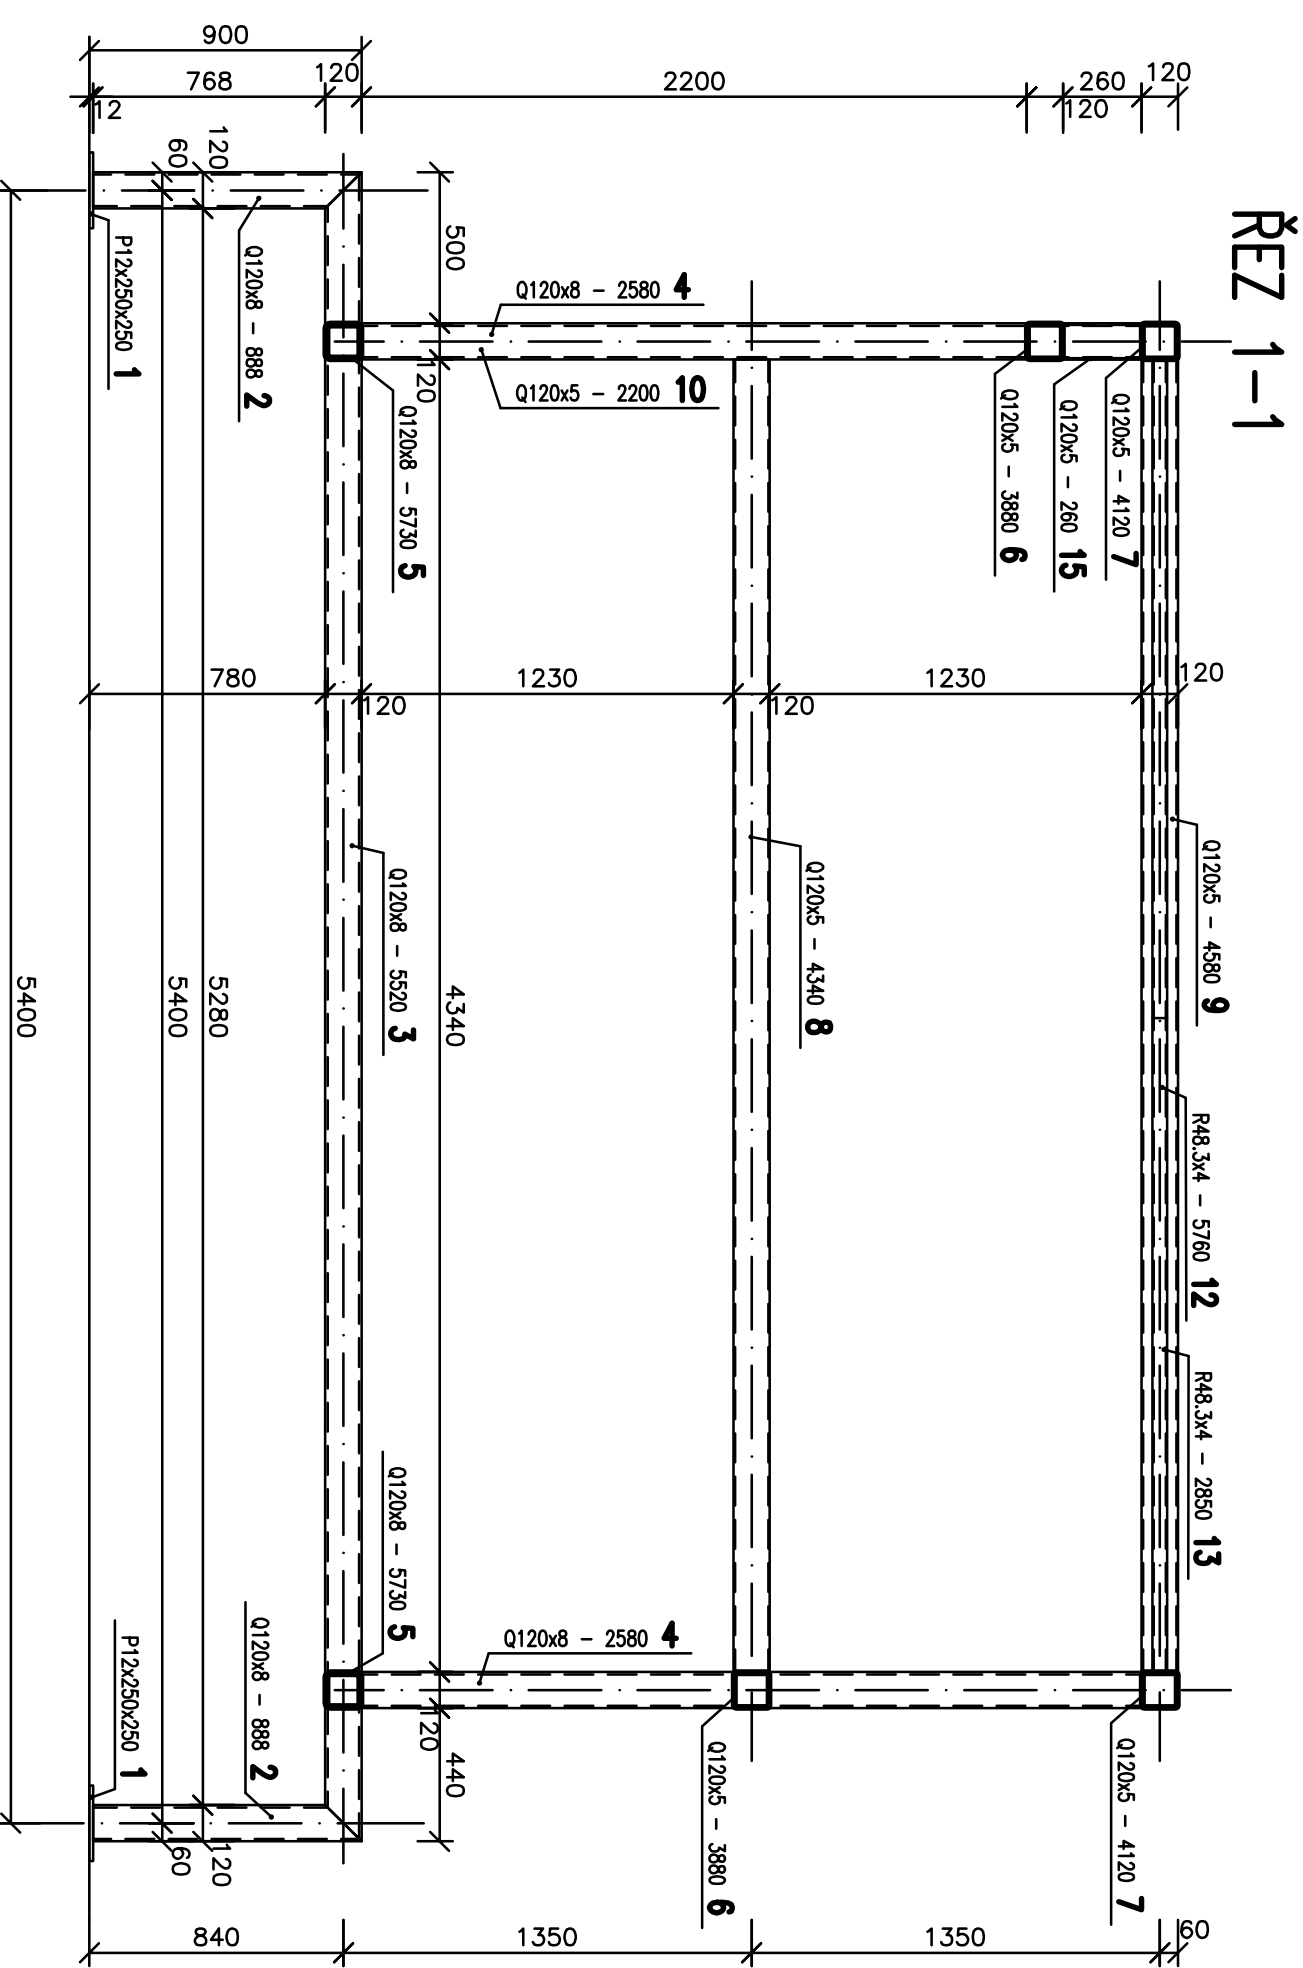 ŘEZ 1-1
900
768
120
2200
260
120
120
12
120
60
500
120
Q120x8 - 2580 4
Q120x5 - 2200 10
P12x250x250 1
Q120x8 - 888 2
Q120x8 - 5730 5
Q120x5 - 3880 6
Q120x5 - 260 15
Q120x5 - 4120 7
780
120
1230
120
1230
120
Q120x5 - 4580 9
Q120x5 - 4340 8
Q120x8 - 5520 3
4340
5280
5400
5400
R48.3x4 - 5760 12
R48.3x4 - 2850 13
Q120x8 - 5730 5
Q120x8 - 2580 4
P12x250x250 1
Q120x8 - 888 2
120
440
Q120x5 - 3880 6
Q120x5 - 4120 7
60
120
840
1350
1350
60